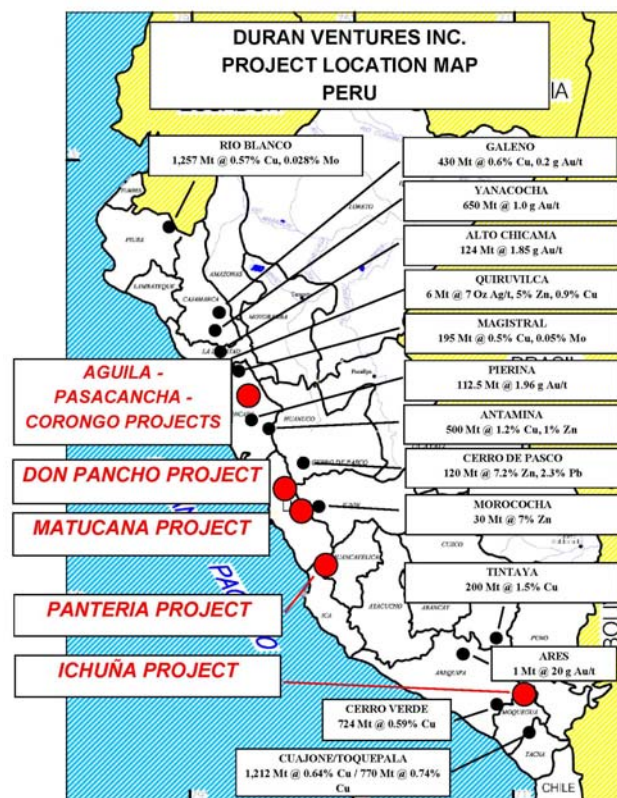 DURAN VENTURES INC.
PROJECT LOCATION MAP
PERU
RIO BLANCO
1,257 Mt @ 0.57% Cu, 0.028% Mo
GALENO
430 Mt @ 0.6% Cu, 0.2 g Au/t
YANACOCHA
650 Mt @ 1.0 g Au/t
ALTO CHICAMA
124 Mt @ 1.85 g Au/t
QUIRUVILCA
6 Mt @ 7 Oz Ag/t, 5% Zn, 0.9% Cu
MAGISTRAL
195 Mt @ 0.5% Cu, 0.05% Mo
PIERINA
112.5 Mt @ 1.96 g Au/t
ANTAMINA
500 Mt @ 1.2% Cu, 1% Zn
CERRO DE PASCO
120 Mt @ 7.2% Zn, 2.3% Pb
MOROCOCHA
30 Mt @ 7% Zn
TINTAYA
200 Mt @ 1.5% Cu
ARES
1 Mt @ 20 g Au/t
CERRO VERDE
724 Mt @ 0.59% Cu
CUAJONE/TOQUEPALA
1,212 Mt @ 0.64% Cu / 770 Mt @ 0.74%
Cu
AGUILA -
PASACANCHA -
CORONGO PROJECTS
DON PANCHO PROJECT
MATUCANA PROJECT
PANTERIA PROJECT
ICHUÑA PROJECT
PIURA
LAMBAYEQUE
CAJAMARCA
AMAZONAS
LORETO
HUANUCO
CERRO DE PASCO
JUNIN
HUANCAVELICA
ICA
AYACUCHO
CUSCO
PUNO
AREQUIPA
MOQUEGUA
TACNA
CHILE